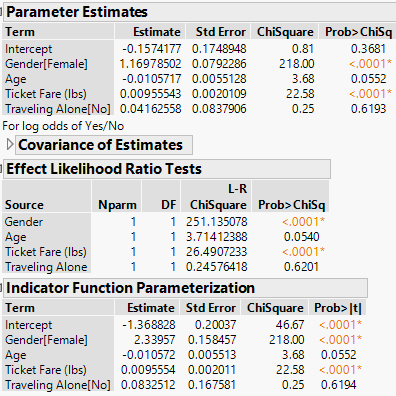 Parameter Estimates
Term Estimate Std Error ChiSquare Prob>ChiSq
Intercept -0.1574177 0.1748948 0.81 0.3681
Gender[Female] 1.16978502 0.0792286 218.00 <.0001*
Age -0.0105717 0.0055128 3.68 0.0552
Ticket Fare (lbs) 0.00955543 0.0020109 22.58 <.0001*
Traveling Alone[No] 0.04162558 0.0837906 0.25 0.6193
For log odds of Yes/No
Covariance of Estimates
Effect Likelihood Ratio Tests
L-R
Source Nparm DF ChiSquare Prob>ChiSq
Gender 1 1 251.135078 <.0001*
Age 1 1 3.71412388 0.0540
Ticket Fare (lbs) 1 1 26.4907233 <.0001*
Traveling Alone 1 1 0.24576418 0.6201
Indicator Function Parameterization
Term Estimate Std Error ChiSquare Prob>|t|
Intercept -1.368828 0.20037 46.67 <.0001*
Gender[Female] 2.33957 0.158457 218.00 <.0001*
Age -0.010572 0.005513 3.68 0.0552
Ticket Fare (lbs) 0.0095554 0.002011 22.58 <.0001*
Traveling Alone[No] 0.0832512 0.167581 0.25 0.6194